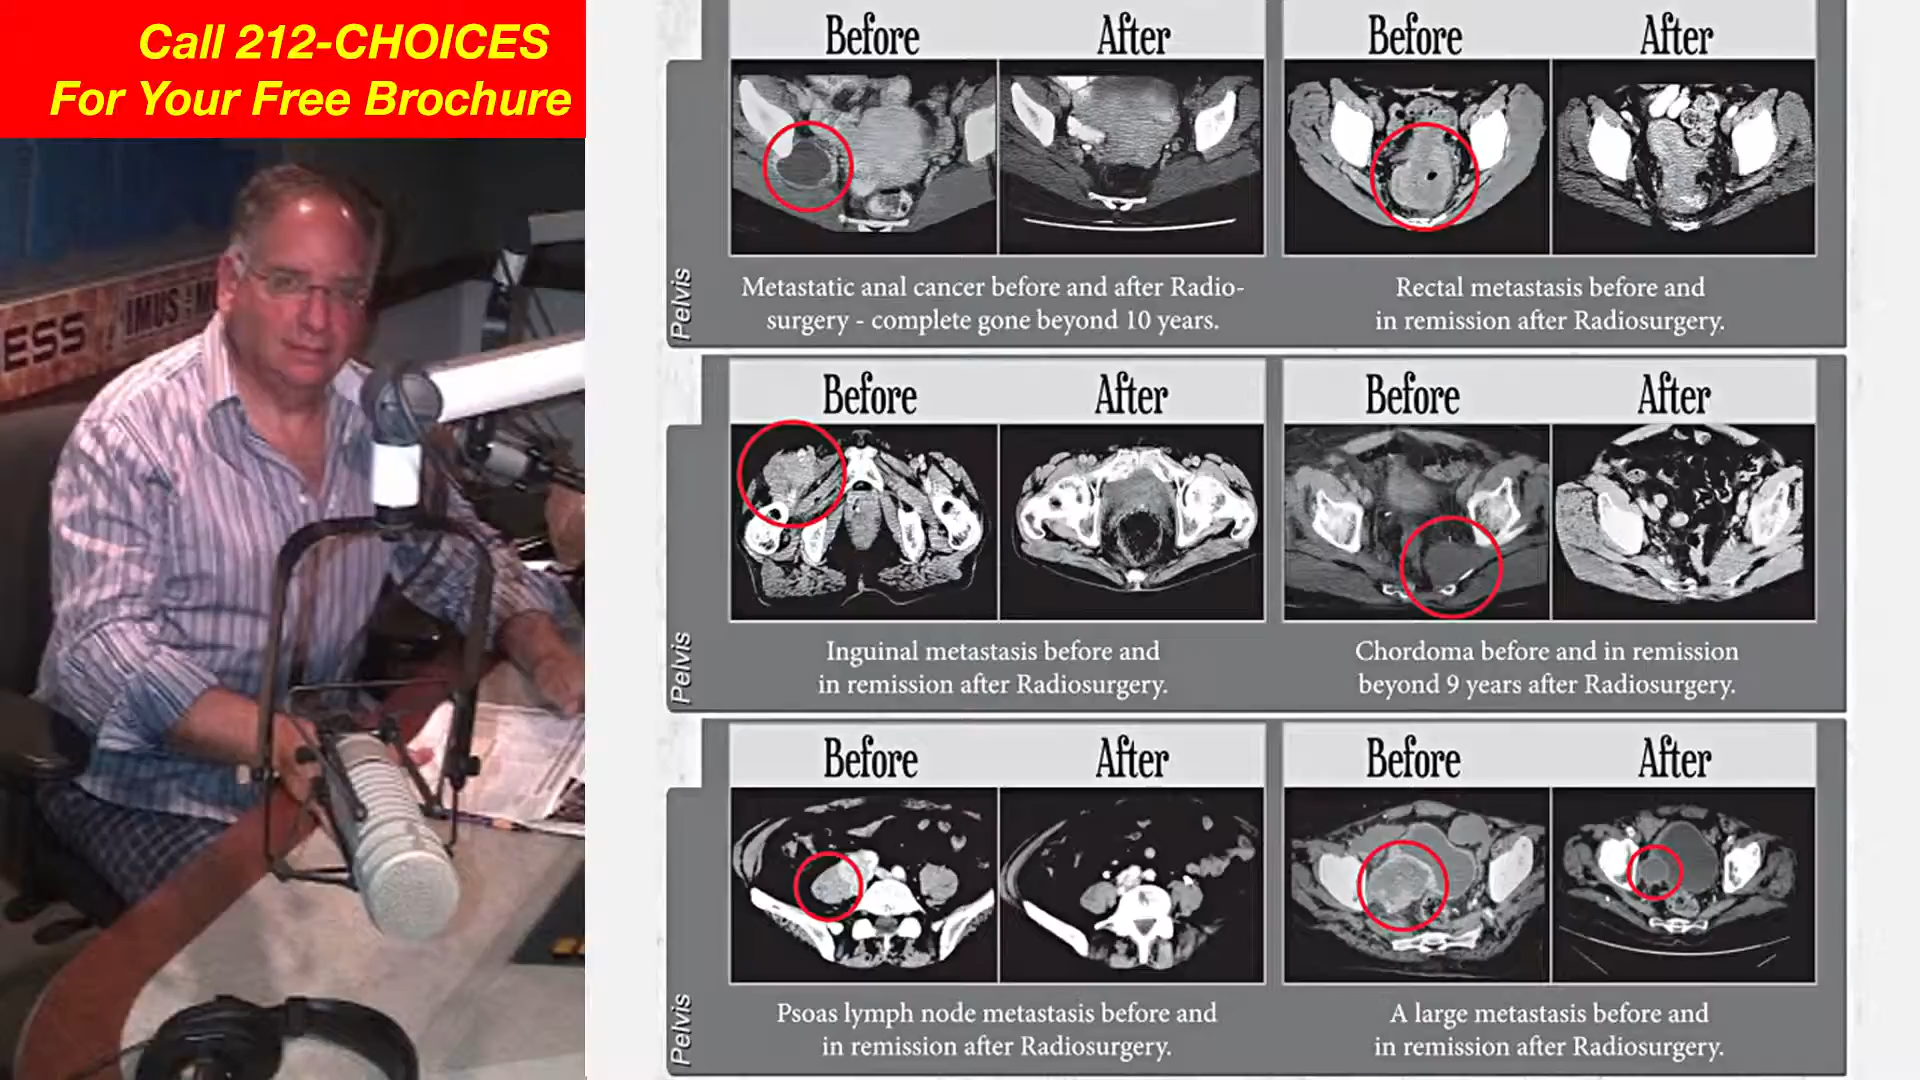 Call 212-CHOICES
For Your Free Brochure
ESS
IMUS
Before After
Before After
Pelvis
Metastatic anal cancer before and after Radio-
surgery - complete gone beyond 10 years.
Rectal metastasis before and
in remission after Radiosurgery.
Before After
Before After
Pelvis
Inguinal metastasis before and
in remission after Radiosurgery.
Chordoma before and in remission
beyond 9 years after Radiosurgery.
Before After
Before After
Pelvis
Psoas lymph node metastasis before and
in remission after Radiosurgery.
A large metastasis before and
in remission after Radiosurgery.